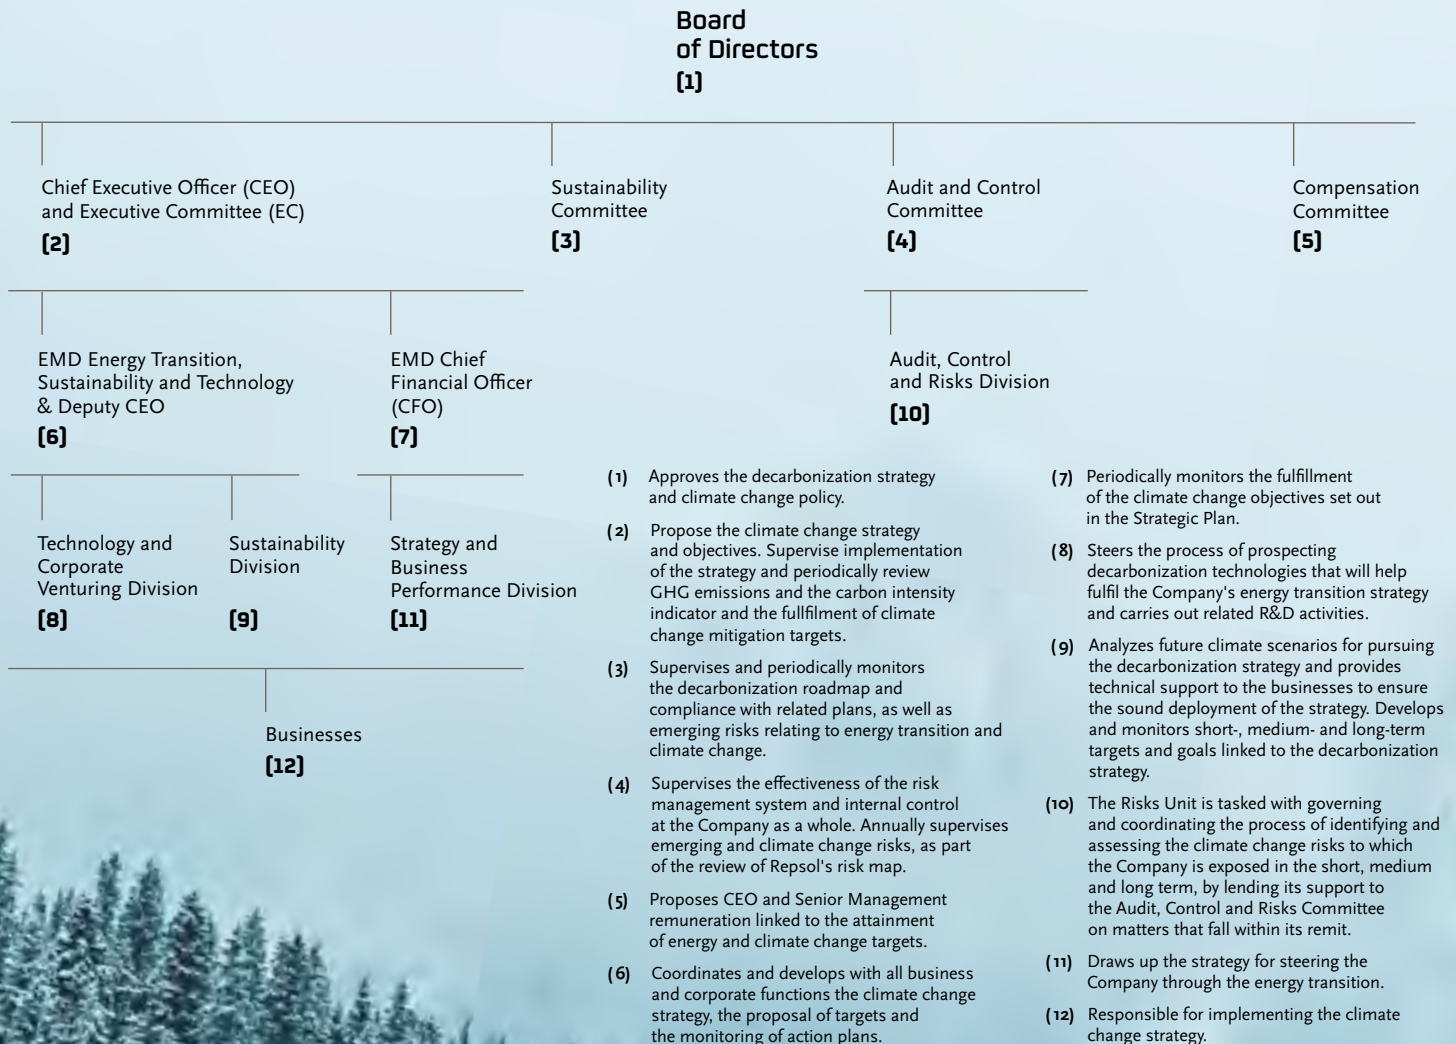 Board
of Directors
(1)
Chief Executive Officer (CEO)
and Executive Committee (EC)
(2)
Sustainability
Committee
(3)
Audit and Control
Committee
(4)
Compensation
Committee
(5)
EMD Energy Transition,
Sustainability and Technology
& Deputy CEO
(6)
EMD Chief
Financial Officer
(CFO)
(7)
Audit, Control
and Risks Division
(10)
Technology and
Corporate
Venturing Division
(8)
Sustainability
Division
(9)
Strategy and
Business
Performance Division
(11)
Businesses
(12)
(1) Approves the decarbonization strategy
and climate change policy.
(2) Propose the climate change strategy
and objectives. Supervise implementation
of the strategy and periodically review
GHG emissions and the carbon intensity
indicator and the fullfilment of climate
change mitigation targets.
(3) Supervises and periodically monitors
the decarbonization roadmap and
compliance with related plans, as well as
emerging risks relating to energy transition and
climate change.
(4) Supervises the effectiveness of the risk
management system and internal control
at the Company as a whole. Annually supervises
emerging and climate change risks, as part
of the review of Repsol's risk map.
(5) Proposes CEO and Senior Management
remuneration linked to the attainment
of energy and climate change targets.
(6) Coordinates and develops with all business
and corporate functions the climate change
strategy, the proposal of targets and
the monitoring of action plans.
(7) Periodically monitors the fulfillment
of the climate change objectives set out
in the Strategic Plan.
(8) Steers the process of prospecting
decarbonization technologies that will help
fulfil the Company's energy transition strategy
and carries out related R&D activities.
(9) Analyzes future climate scenarios for pursuing
the decarbonization strategy and provides
technical support to the businesses to ensure
the sound deployment of the strategy. Develops
and monitors short-, medium- and long-term
targets and goals linked to the decarbonization
strategy.
(10) The Risks Unit is tasked with governing
and coordinating the process of identifying and
assessing the climate change risks to which
the Company is exposed in the short, medium
and long term, by lending its support to
the Audit, Control and Risks Committee
on matters that fall within its remit.
(11) Draws up the strategy for steering the
Company through the energy transition.
(12) Responsible for implementing the climate
change strategy.